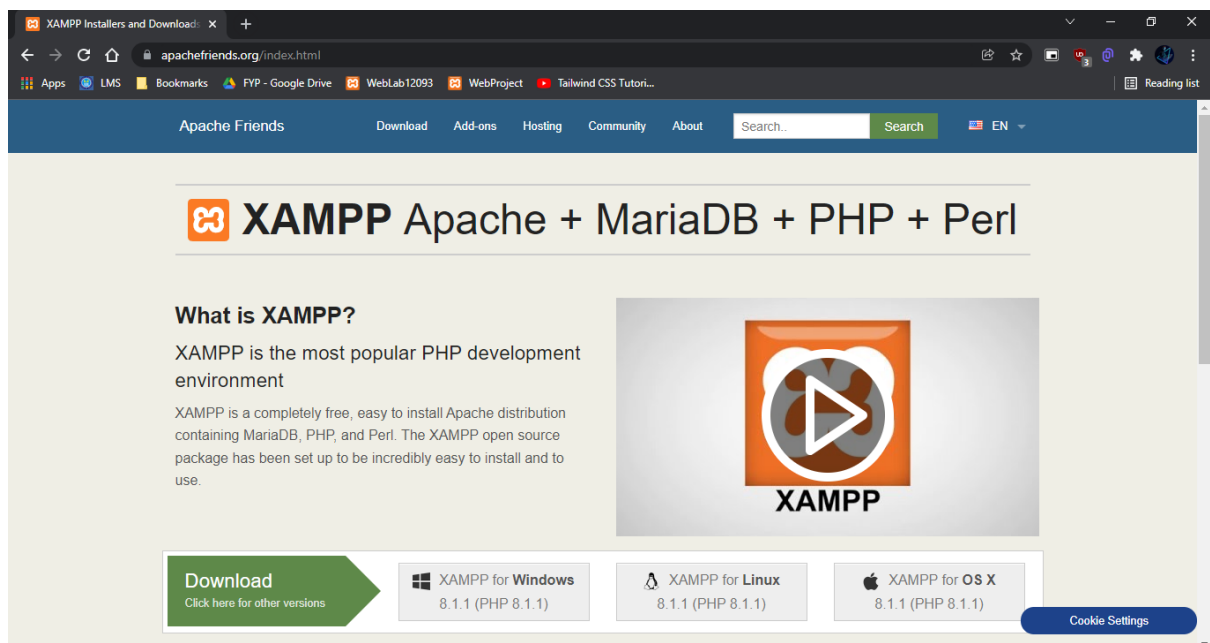 XAMPP Installers and Downloads
apachefriends.org/index.html
3
Apps LMS Bookmarks FYP - Google Drive WebLab12093 WebProject Tailwind CSS Tutori... Reading list
Apache Friends Download Add-ons Hosting Community About Search.. Search EN
XAMPP Apache + MariaDB + PHP + Perl
What is XAMPP?
XAMPP is the most popular PHP development
environment
XAMPP is a completely free, easy to install Apache distribution
containing MariaDB, PHP, and Perl. The XAMPP open source
package has been set up to be incredibly easy to install and to
use.
XAMPP
Download
Click here for other versions
XAMPP for Windows
8.1.1 (PHP 8.1.1)
XAMPP for Linux
8.1.1 (PHP 8.1.1)
XAMPP for OS X
8.1.1 (PHP 8.1.1)
Cookie Settings